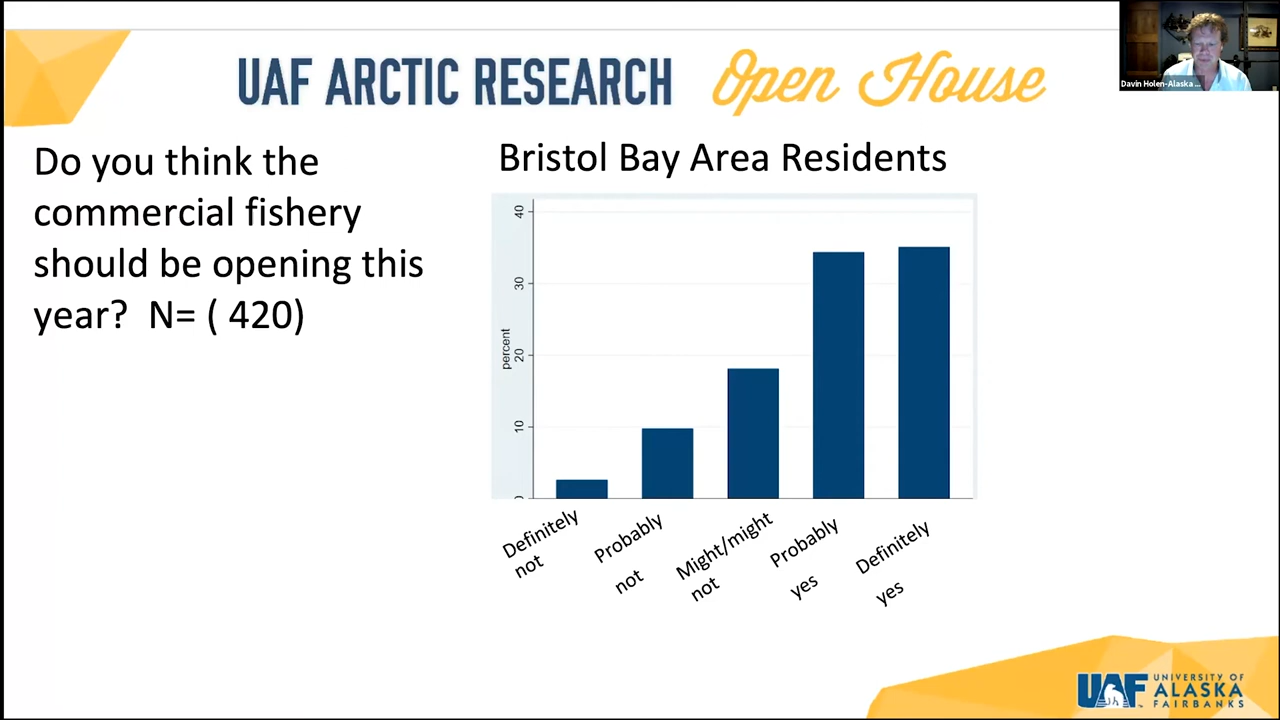 UAF ARCTIC RESEARCH Open House
Davin Holen-Alaska ...
Do you think the
commercial fishery
should be opening this
year? N= ( 420)
Bristol Bay Area Residents
percent
40
30
20
10
0
Definitely
not
Probably
not
Might/might
not
Probably
yes
Definitely
yes
UAF UNIVERSITY OF
ALASKA
FAIRBANKS